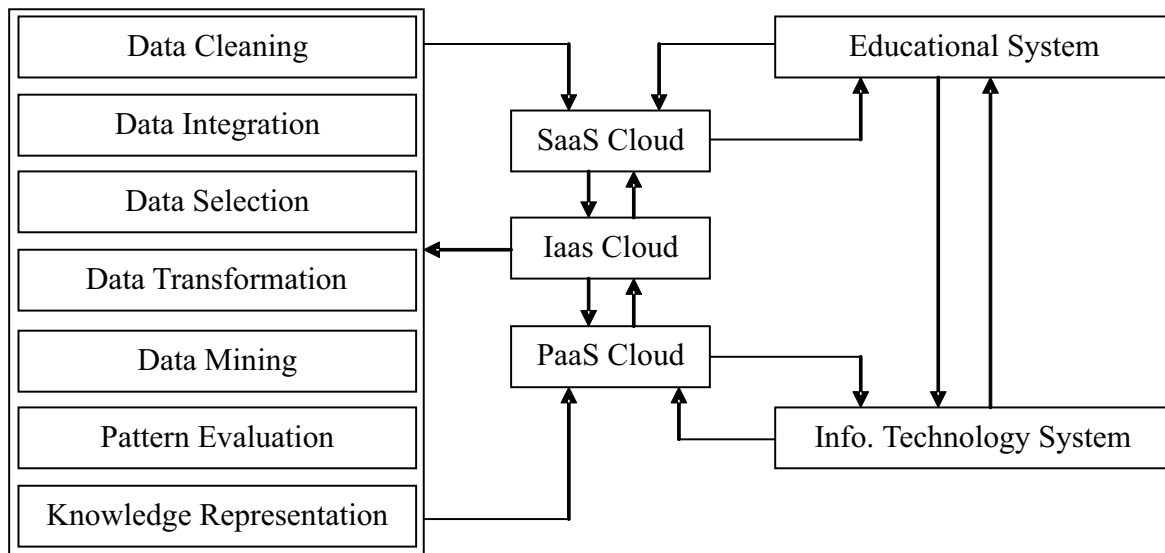 Data Cleaning
Data Integration
Data Selection
Data Transformation
Data Mining
Pattern Evaluation
Knowledge Representation
SaaS Cloud
Iaas Cloud
PaaS Cloud
Educational System
Info. Technology System